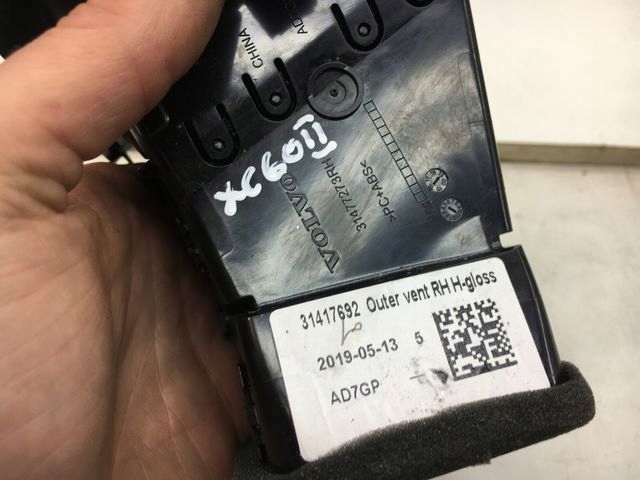 CHINA
XC60II
VOLVO
31477273RH
>PC+ABS<
31417692 Outer vent RH H-gloss
2019-05-13 5
AD7GP